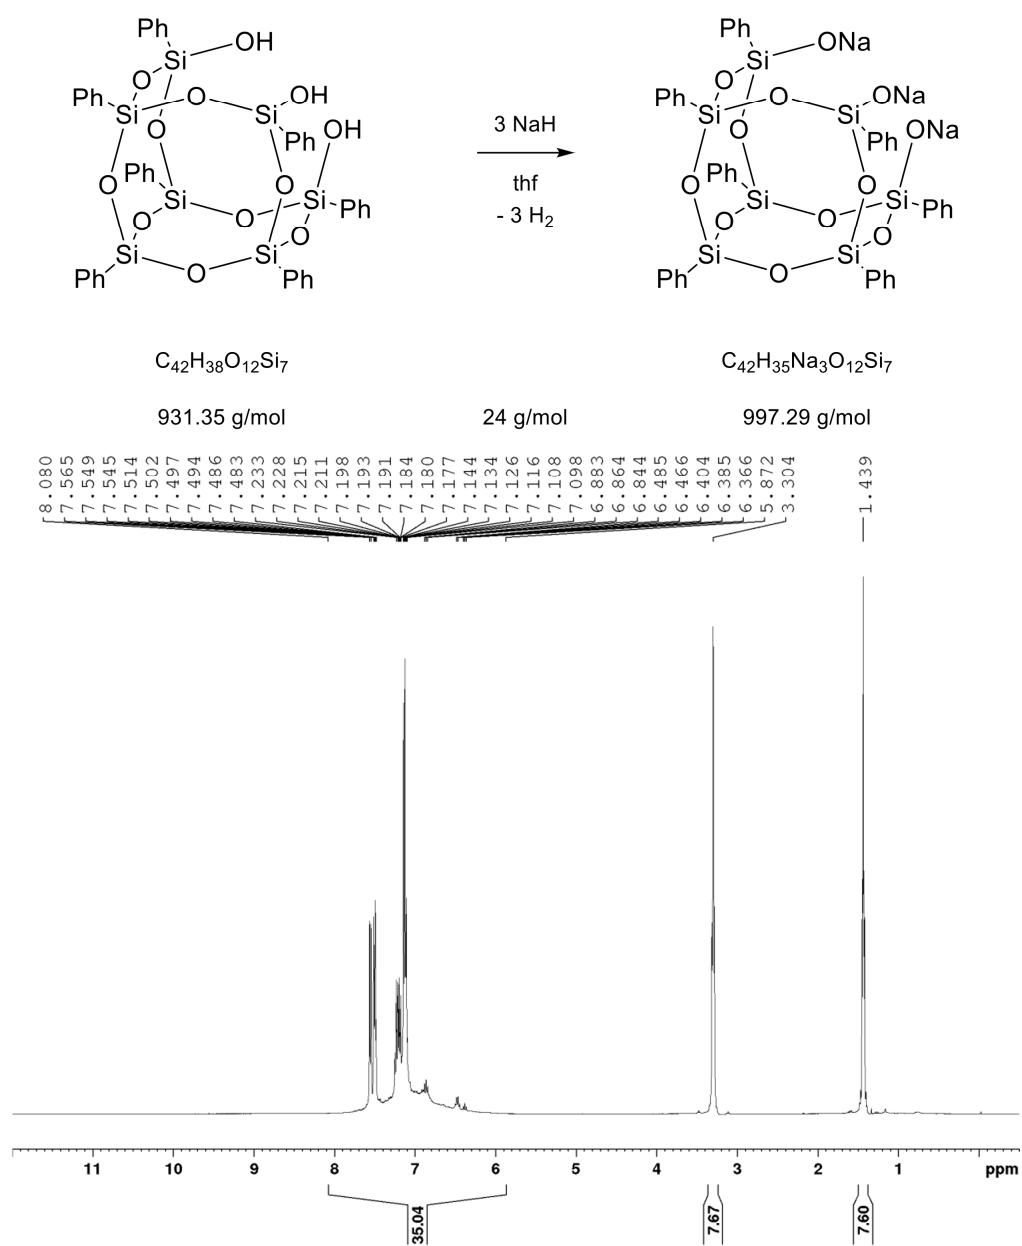 Ph
Si OH
O
Ph Si O Si OH
Ph OH
O
Ph
O Si O Si Ph
O O O
Ph Si O Si Ph
3 NaH
thf
- 3 H₂
Ph
Si ONa
O
Ph Si O Si ONa
Ph ONa
O
Ph
O Si O Si Ph
O O O
Ph Si O Si Ph
C₄₂H₃₈O₁₂Si₇ C₄₂H₃₅Na₃O₁₂Si₇
931.35 g/mol 24 g/mol 997.29 g/mol
8.080
7.565
7.549
7.545
7.514
7.502
7.497
7.494
7.486
7.483
7.233
7.228
7.215
7.211
7.198
7.193
7.191
7.184
7.180
7.177
7.144
7.134
7.126
7.116
7.108
7.098
6.883
6.864
6.844
6.485
6.466
6.404
6.385
6.366
5.872
3.304
1.439
11 10 9 8 7 6 5 4 3 2 1 ppm
35.04
7.67
7.60